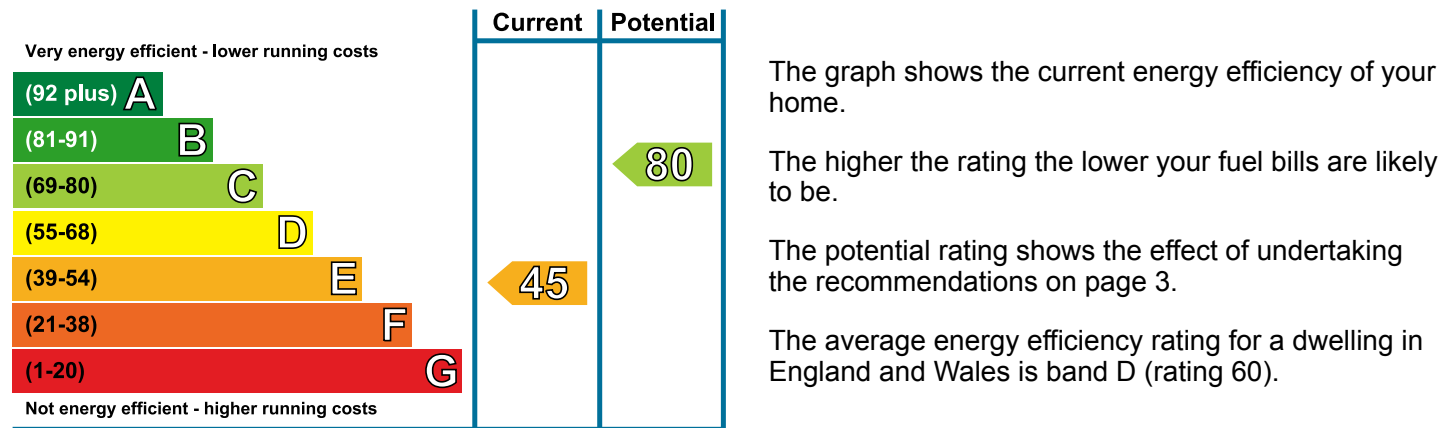 Current Potential
Very energy efficient - lower running costs
(92 plus) A
(81-91) B
(69-80) C
(55-68) D
(39-54) E
(21-38) F
(1-20) G
Not energy efficient - higher running costs
45
80
The graph shows the current energy efficiency of your
home.
The higher the rating the lower your fuel bills are likely
to be.
The potential rating shows the effect of undertaking
the recommendations on page 3.
The average energy efficiency rating for a dwelling in
England and Wales is band D (rating 60).